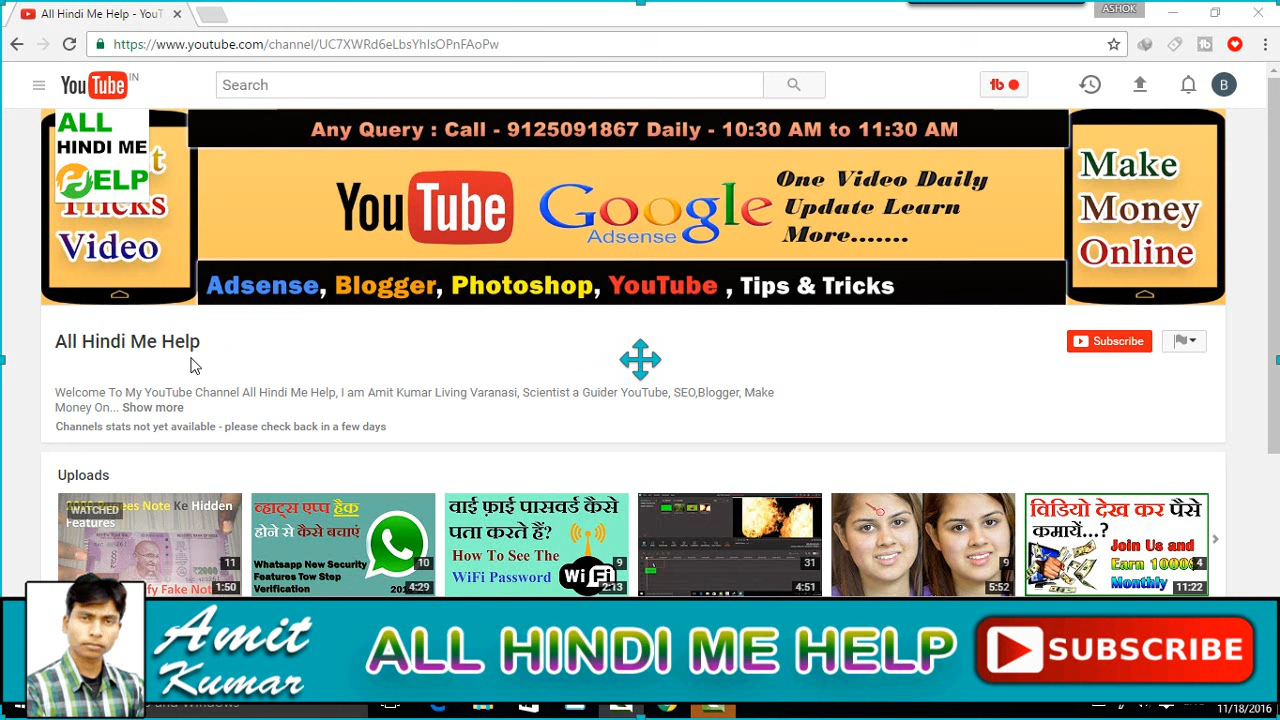 All Hindi Me Help - YouT
ASHOK
https://www.youtube.com/channel/UC7XWRd6eLbsYhIsOPnFAoPw
YouTube IN
Search
B
ALL
HINDI ME
HELP
Tricks
Video
Any Query : Call - 9125091867 Daily - 10:30 AM to 11:30 AM
YouTube
Google
Adsense
One Video Daily
Update Learn
More.......
Adsense, Blogger, Photoshop, YouTube , Tips & Tricks
Make
Money
Online
All Hindi Me Help
Subscribe
Welcome To My YouTube Channel All Hindi Me Help, I am Amit Kumar Living Varanasi, Scientist a Guider YouTube, SEO,Blogger, Make
Money On... Show more
Channels stats not yet available - please check back in a few days
Uploads
WATCHED
Note Ke Hidden
Features
11
1:50
व्हाट्स एप्प हैक
होने से कैसे बचाएं
Whatsapp New Security
Features Tow Step
Verification
10
4:29
वाई फ़ाई पासवर्ड कैसे
पता करते हैं?
How To See The
WiFi Password
WiFi
9
2:13
31
4:51
9
5:52
विडियो देख कर पैसे
कमायें...?
Join Us and
Earn 1000$
Monthly
4
11:22
Amit
Kumar
ALL HINDI ME HELP
SUBSCRIBE
11/18/2016